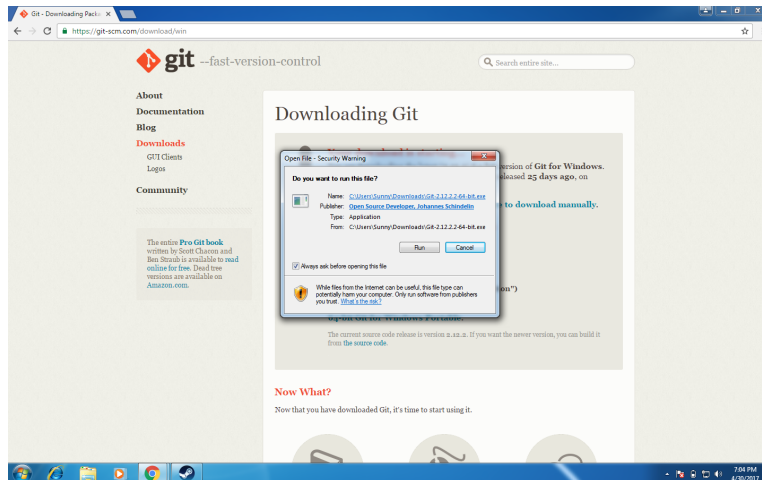 Git - Downloading Packa
https://git-scm.com/download/win
git --fast-version-control
Search entire site...
About
Documentation
Blog
Downloads
GUI Clients
Logos
Community
The entire Pro Git book
written by Scott Chacon and
Ben Straub is available to read
online for free. Dead tree
versions are available on
Amazon.com.
Downloading Git
version of Git for Windows.
eleased 25 days ago, on
to download manually.
Open File - Security Warning
Do you want to run this file?
Name: C:\Users\Sunny\Downloads\Git-2.12.2.2-64-bit.exe
Publisher: Open Source Developer, Johannes Schindelin
Type: Application
From: C:\Users\Sunny\Downloads\Git-2.12.2.2-64-bit.exe
Run Cancel
Always ask before opening this file
While files from the Internet can be useful, this file type can
potentially harm your computer. Only run software from publishers
you trust. What's the risk?
on")
The current source code release is version 2.12.2. If you want the newer version, you can build it
from the source code.
Now What?
Now that you have downloaded Git, it's time to start using it.
7:04 PM
4/30/2017